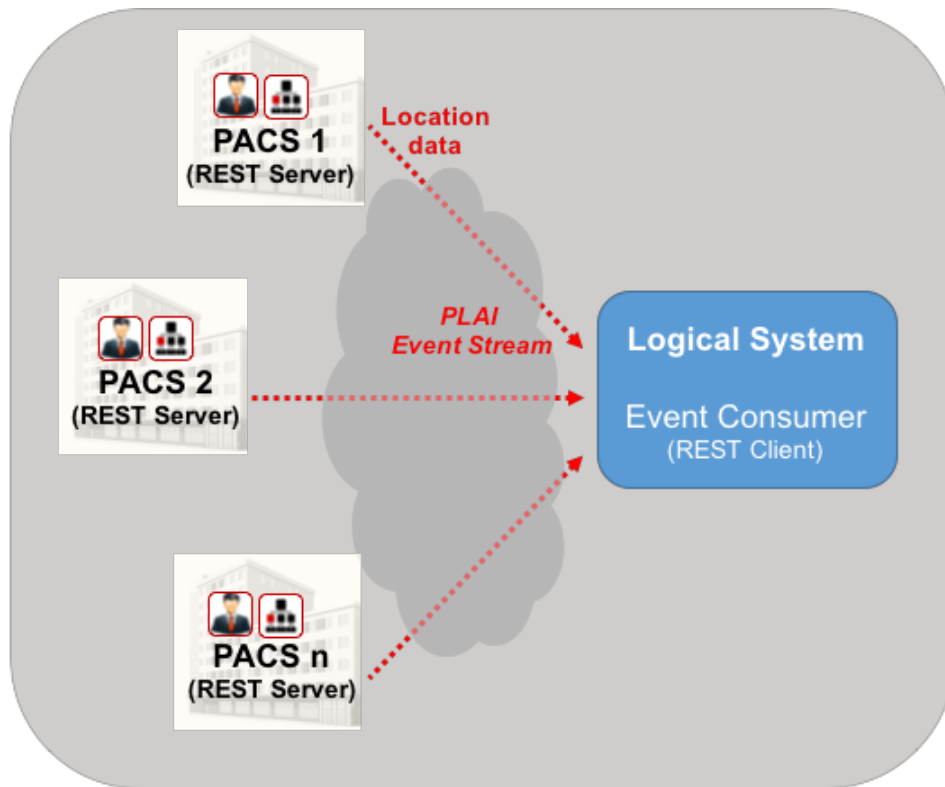 PACS 1
(REST Server)
Location
data
PLAI
Event Stream
PACS 2
(REST Server)
Logical System
Event Consumer
(REST Client)
PACS n
(REST Server)